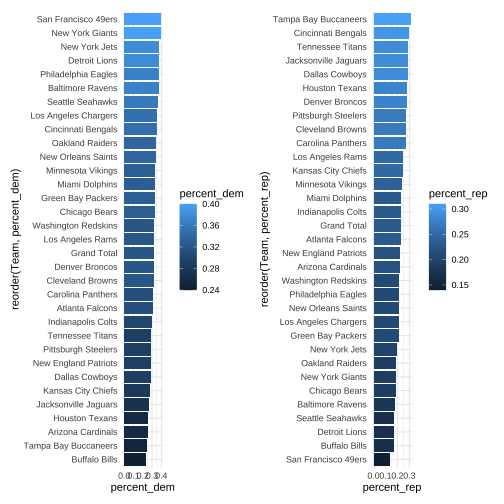 San Francisco 49ers
New York Giants
New York Jets
Detroit Lions
Philadelphia Eagles
Baltimore Ravens
Seattle Seahawks
Los Angeles Chargers
Cincinnati Bengals
Oakland Raiders
New Orleans Saints
Minnesota Vikings
Miami Dolphins
Green Bay Packers
Chicago Bears
Washington Redskins
Los Angeles Rams
Grand Total
Denver Broncos
Cleveland Browns
Carolina Panthers
Atlanta Falcons
Indianapolis Colts
Tennessee Titans
Pittsburgh Steelers
New England Patriots
Dallas Cowboys
Kansas City Chiefs
Jacksonville Jaguars
Houston Texans
Arizona Cardinals
Tampa Bay Buccaneers
Buffalo Bills
reorder(Team, percent_dem)
percent_dem
percent_dem
0.40
0.36
0.32
0.28
0.24
Tampa Bay Buccaneers
Cincinnati Bengals
Tennessee Titans
Jacksonville Jaguars
Dallas Cowboys
Houston Texans
Denver Broncos
Pittsburgh Steelers
Cleveland Browns
Carolina Panthers
Los Angeles Rams
Kansas City Chiefs
Minnesota Vikings
Miami Dolphins
Indianapolis Colts
Grand Total
Atlanta Falcons
New England Patriots
Arizona Cardinals
Washington Redskins
Philadelphia Eagles
New Orleans Saints
Los Angeles Chargers
Green Bay Packers
New York Jets
Oakland Raiders
New York Giants
Chicago Bears
Baltimore Ravens
Seattle Seahawks
Detroit Lions
Buffalo Bills
San Francisco 49ers
reorder(Team, percent_rep)
0.00.10.20.3
percent_rep
percent_rep
0.30
0.25
0.20
0.15